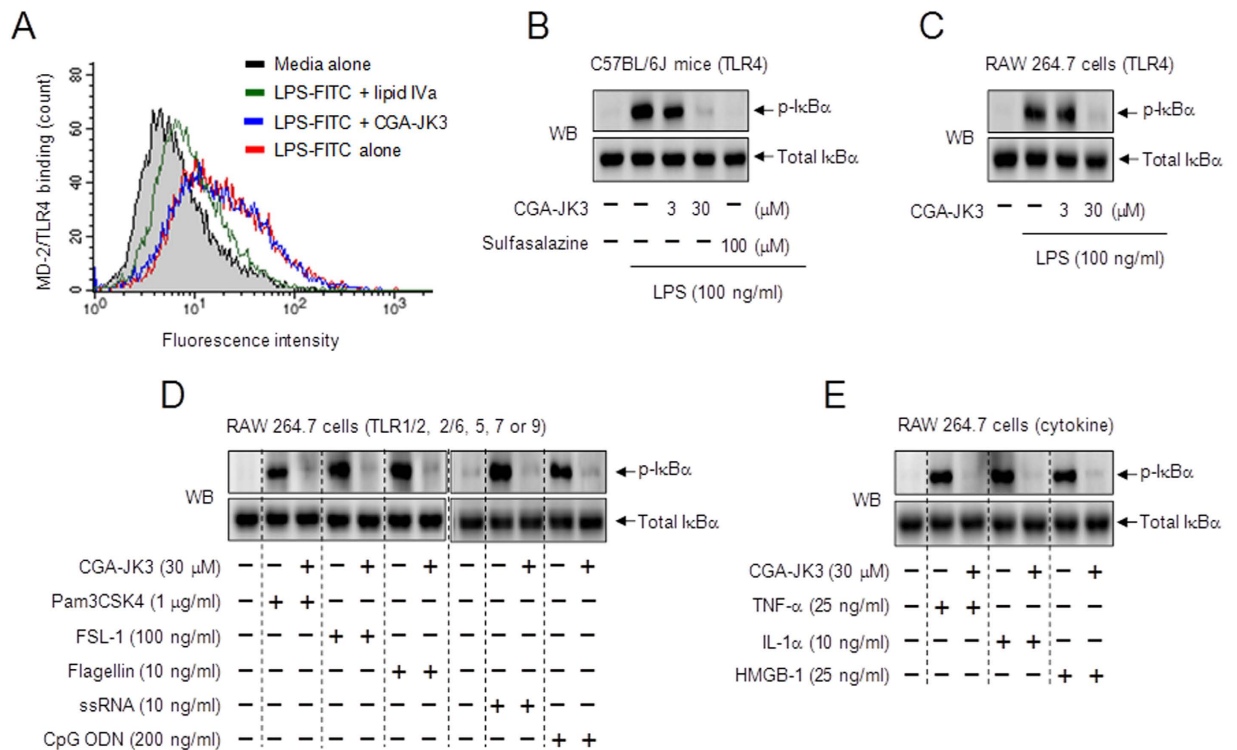 A
Media alone
LPS-FITC + lipid IVa
LPS-FITC + CGA-JK3
LPS-FITC alone
MD-2/TLR4 binding (count)
80
60
40
20
0
10⁰ 10¹ 10² 10³
Fluorescence intensity
B
C57BL/6J mice (TLR4)
WB
p-IκBα
Total IκBα
CGA-JK3 – – 3 30 – (μM)
Sulfasalazine – – – – 100 (μM)
LPS (100 ng/ml)
C
RAW 264.7 cells (TLR4)
WB
p-IκBα
Total IκBα
CGA-JK3 – – 3 30 (μM)
LPS (100 ng/ml)
D
RAW 264.7 cells (TLR1/2, 2/6, 5, 7 or 9)
WB
p-IκBα
Total IκBα
CGA-JK3 (30 μM) – – + – + – + – – + – +
Pam3CSK4 (1 μg/ml) – + + – – – – – – – – –
FSL-1 (100 ng/ml) – – – + + – – – – – – –
Flagellin (10 ng/ml) – – – – – + + – – – – –
ssRNA (10 ng/ml) – – – – – – – – + + – –
CpG ODN (200 ng/ml) – – – – – – – – – – + +
E
RAW 264.7 cells (cytokine)
WB
p-IκBα
Total IκBα
CGA-JK3 (30 μM) – – + – + – +
TNF-α (25 ng/ml) – + + – – – –
IL-1α (10 ng/ml) – – – + + – –
HMGB-1 (25 ng/ml) – – – – – + +